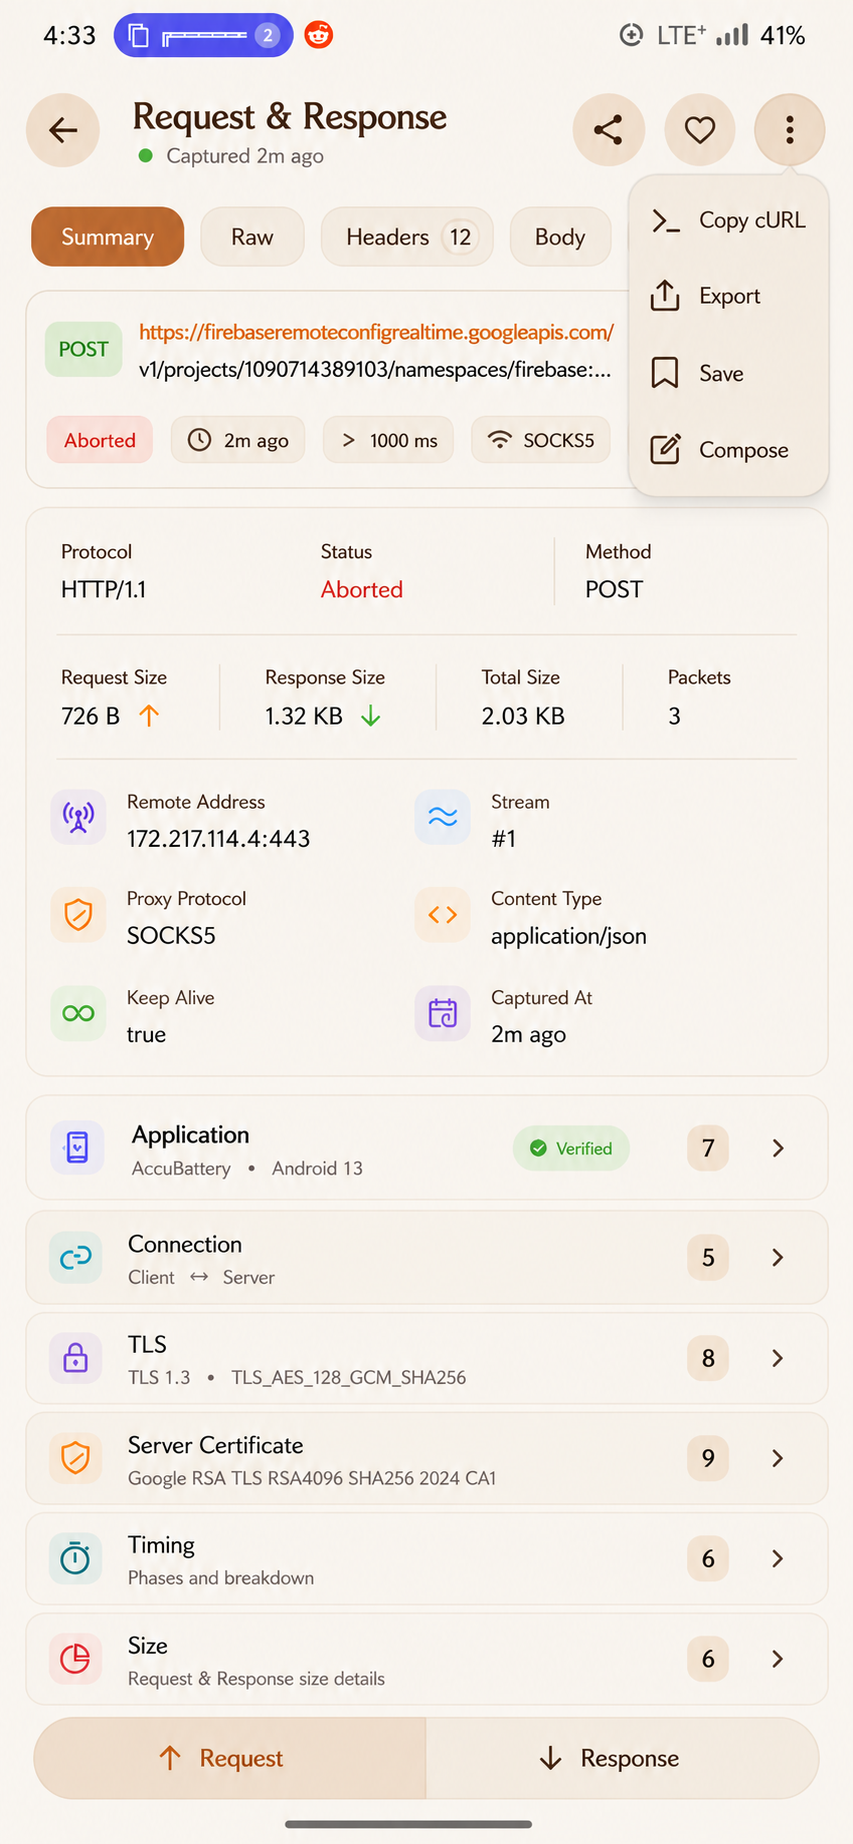 4:33
2
LTE+
41%
Request & Response
Captured 2m ago
Summary
Raw
Headers 12
Body
Copy cURL
Export
Save
Compose
POST
https://firebaseremoteconfigrealtime.googleapis.com/
v1/projects/1090714389103/namespaces/firebase:...
Aborted
2m ago
> 1000 ms
SOCKS5
Protocol
HTTP/1.1
Status
Aborted
Method
POST
Request Size
726 B ↑
Response Size
1.32 KB ↓
Total Size
2.03 KB
Packets
3
Remote Address
172.217.114.4:443
Stream
#1
Proxy Protocol
SOCKS5
Content Type
application/json
Keep Alive
true
Captured At
2m ago
Application
AccuBattery • Android 13
Verified
7
Connection
Client ↔ Server
5
TLS
TLS 1.3 • TLS_AES_128_GCM_SHA256
8
Server Certificate
Google RSA TLS RSA4096 SHA256 2024 CA1
9
Timing
Phases and breakdown
6
Size
Request & Response size details
6
↑ Request
↓ Response